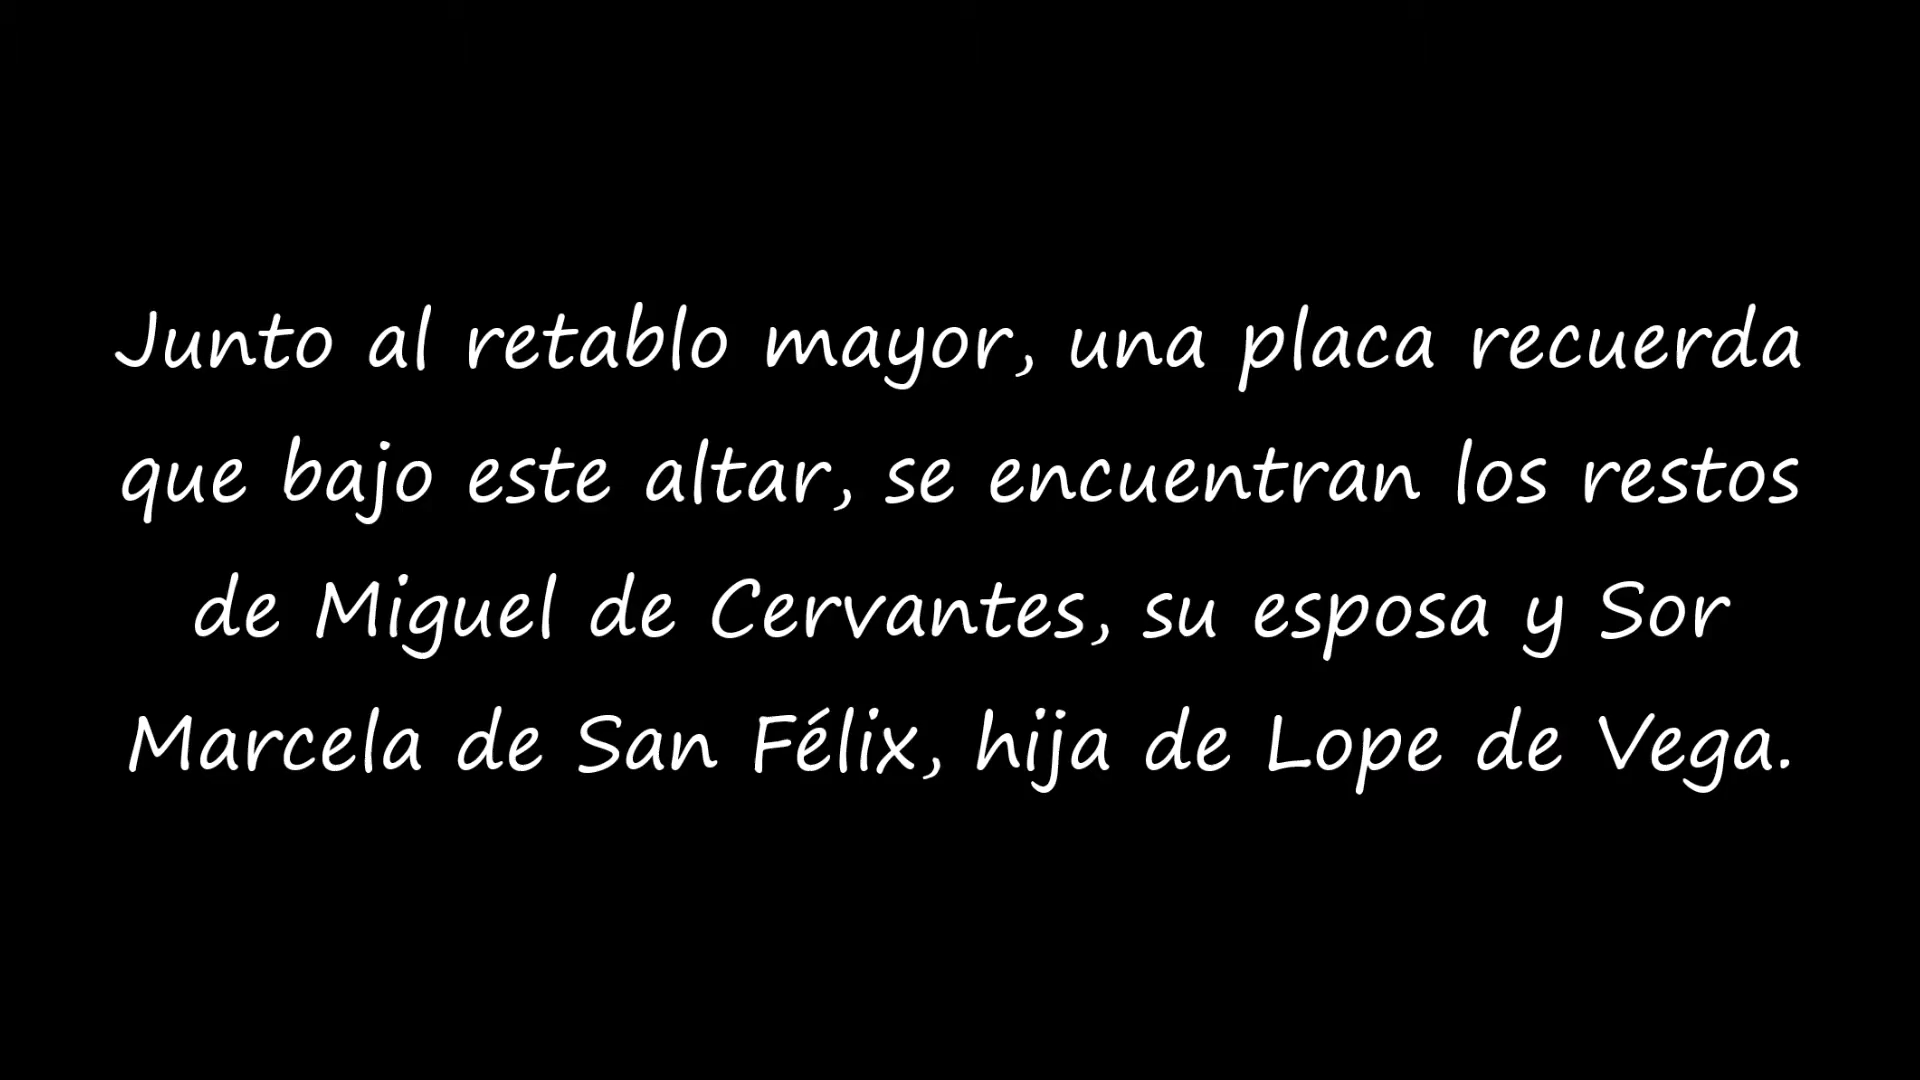 Junto al retablo mayor, una placa recuerda
que bajo este altar, se encuentran los restos
de Miguel de Cervantes, su esposa y Sor
Marcela de San Félix, hija de Lope de Vega.